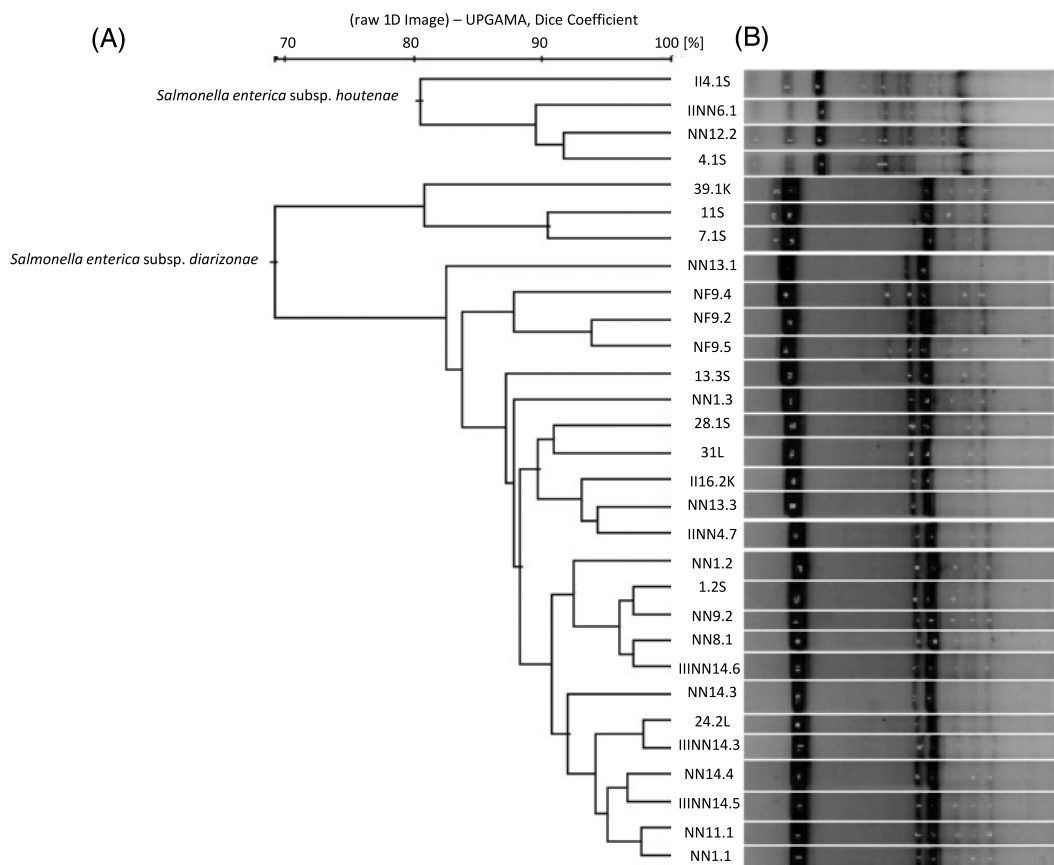 (raw 1D Image) – UPGAMA, Dice Coefficient
(A)
(B)
70 80 90 100 [%]
II4.1S
Salmonella enterica subsp. houtenae
IINN6.1
NN12.2
4.1S
39.1K
11S
7.1S
Salmonella enterica subsp. diarizonae
NN13.1
NF9.4
NF9.2
NF9.5
13.3S
NN1.3
28.1S
31L
II16.2K
NN13.3
IINN4.7
NN1.2
1.2S
NN9.2
NN8.1
IIINN14.6
NN14.3
24.2L
IIINN14.3
NN14.4
IIINN14.5
NN11.1
NN1.1